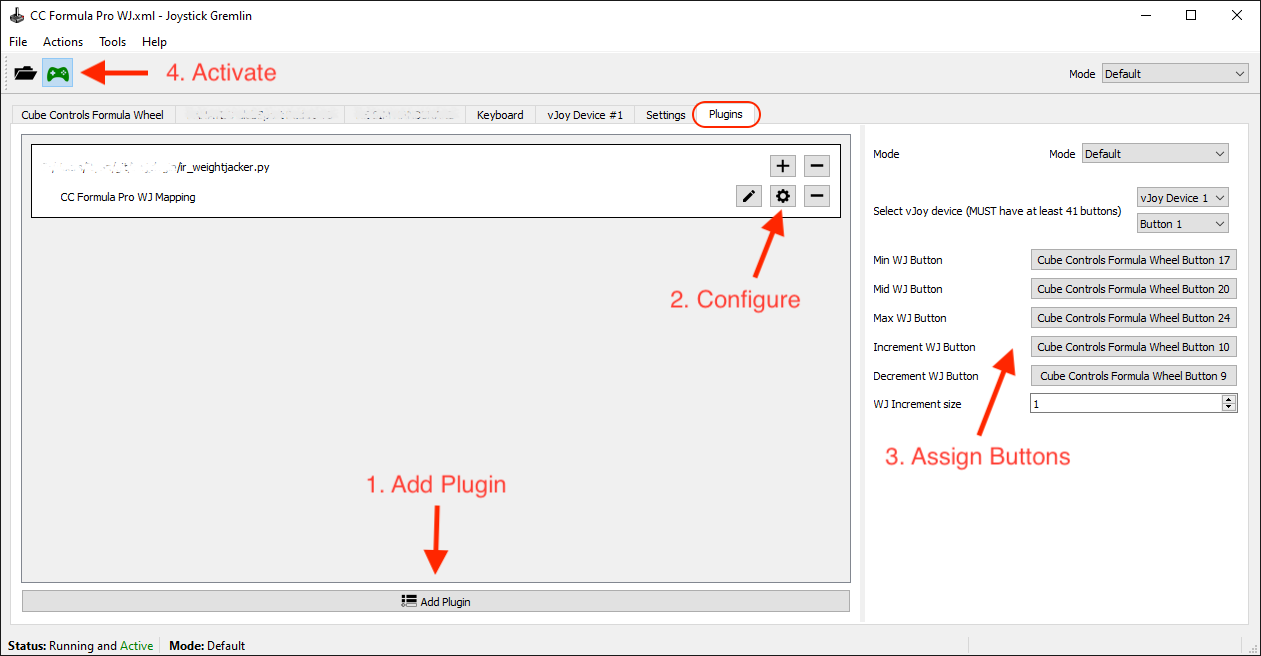 CC Formula Pro WJ.xml - Joystick Gremlin
File Actions Tools Help
4. Activate
Mode Default
Cube Controls Formula Wheel Keyboard vJoy Device #1 Settings Plugins
/ir_weightjacker.py
CC Formula Pro WJ Mapping
2. Configure
1. Add Plugin
Add Plugin
Mode Mode Default
Select vJoy device (MUST have at least 41 buttons) vJoy Device 1
Button 1
Min WJ Button Cube Controls Formula Wheel Button 17
Mid WJ Button Cube Controls Formula Wheel Button 20
Max WJ Button Cube Controls Formula Wheel Button 24
Increment WJ Button Cube Controls Formula Wheel Button 10
Decrement WJ Button Cube Controls Formula Wheel Button 9
WJ Increment size 1
3. Assign Buttons
Status: Running and Active Mode: Default